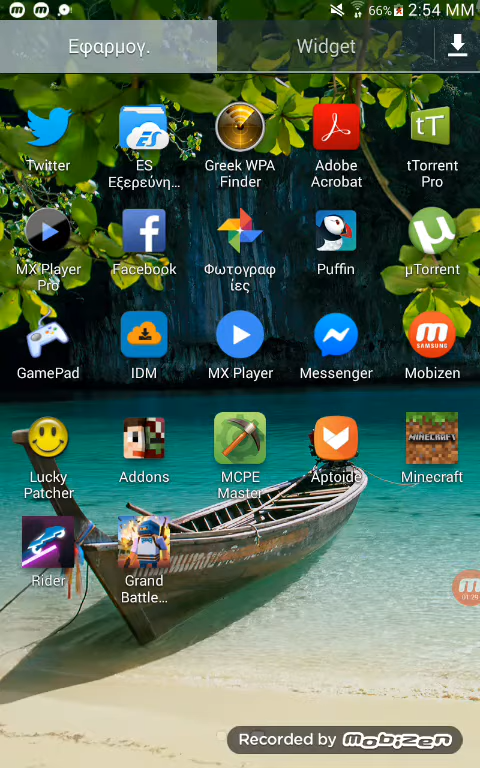 66% 2:54 MM
Εφαρμογ. Widget
Twitter
ES
Εξερεύνη...
Greek WPA
Finder
Adobe
Acrobat
tTorrent
Pro
MX Player
Pro
Facebook
Φωτογραφ
ίες
Puffin
µTorrent
GamePad
IDM
MX Player
Messenger
SAMSUNG
Mobizen
Lucky
Patcher
Addons
MCPE
Master
Aptoide
MINECRAFT
Minecraft
Rider
Grand
Battle...
Recorded by mobizen